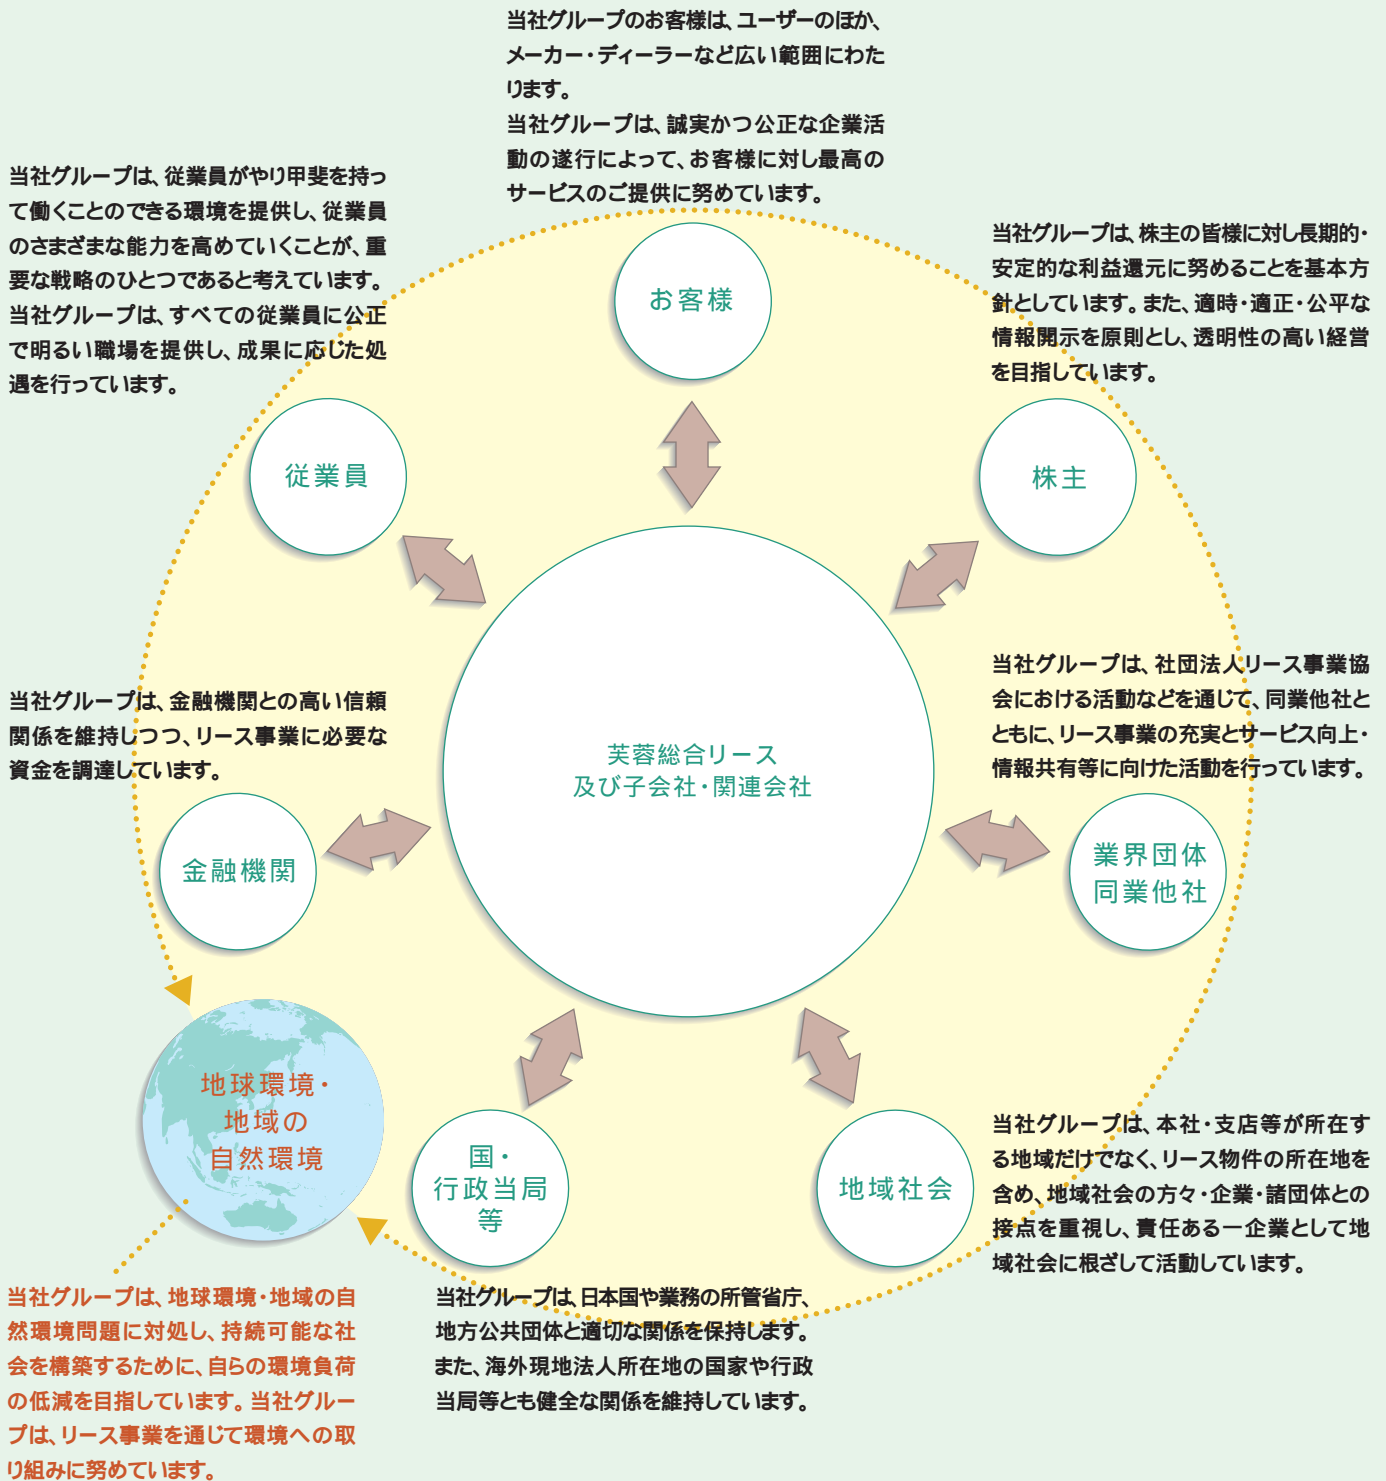 当社グループのお客様は、ユーザーのほか、
メーカー・ディーラーなど広い範囲にわた
ります。
当社グループは、誠実かつ公正な企業活
動の遂行によって、お客様に対し最高の
サービスのご提供に努めています。
当社グループは、従業員がやり甲斐を持っ
て働くことのできる環境を提供し、従業員
のさまざまな能力を高めていくことが、重
要な戦略のひとつであると考えています。
当社グループは、すべての従業員に公正
で明るい職場を提供し、成果に応じた処
遇を行っています。
当社グループは、株主の皆様に対し長期的・
安定的な利益還元に努めることを基本方
針としています。また、適時・適正・公平な
情報開示を原則とし、透明性の高い経営
を目指しています。
お客様
従業員
株主
当社グループは、金融機関との高い信頼
関係を維持しつつ、リース事業に必要な
資金を調達しています。
当社グループは、社団法人リース事業協
会における活動などを通じて、同業他社と
ともに、リース事業の充実とサービス向上・
情報共有等に向けた活動を行っています。
芙蓉総合リース
及び子会社・関連会社
金融機関
業界団体
同業他社
地球環境・
地域の
自然環境
国・
行政当局
等
地域社会
当社グループは、本社・支店等が所在す
る地域だけでなく、リース物件の所在地を
含め、地域社会の方々・企業・諸団体との
接点を重視し、責任ある一企業として地
域社会に根ざして活動しています。
当社グループは、地球環境・地域の自
然環境問題に対処し、持続可能な社
会を構築するために、自らの環境負荷
の低減を目指しています。当社グルー
プは、リース事業を通じて環境への取
り組みに努めています。
当社グループは、日本国や業務の所管省庁、
地方公共団体と適切な関係を保持します。
また、海外現地法人所在地の国家や行政
当局等とも健全な関係を維持しています。